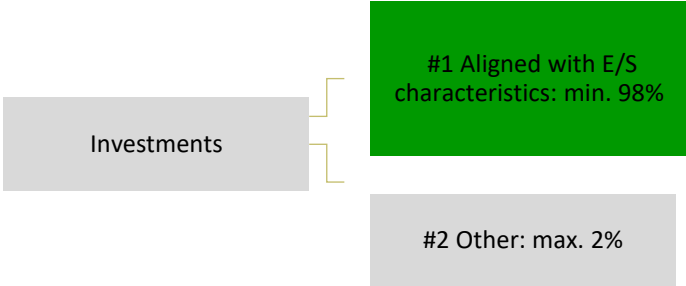 #1 Aligned with E/S
characteristics: min. 98%
Investments
#2 Other: max. 2%